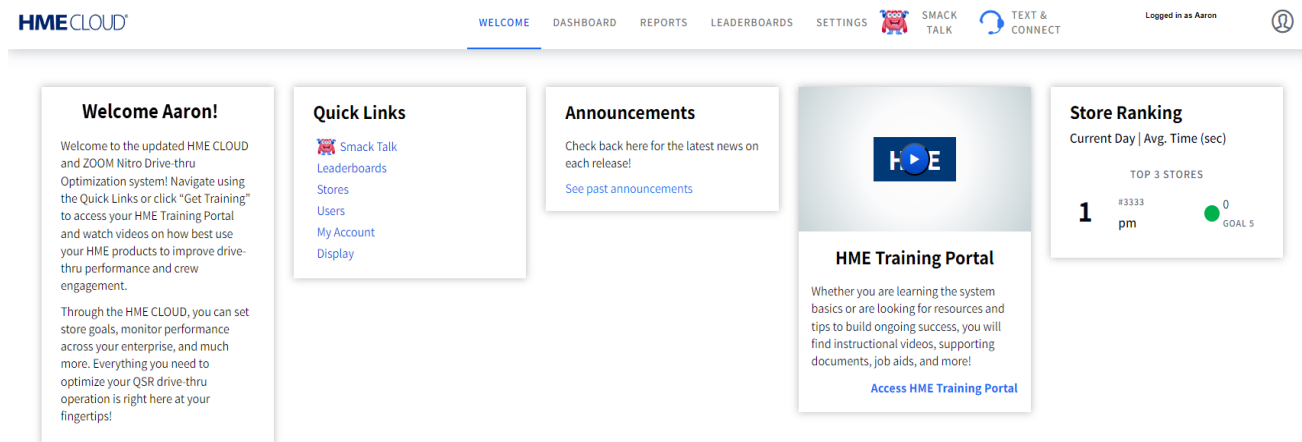 HME CLOUD®
WELCOME
DASHBOARD
REPORTS
LEADERBOARDS
SETTINGS
SMACK
TALK
TEXT &
CONNECT
Logged in as Aaron
Welcome Aaron!
Welcome to the updated HME CLOUD
and ZOOM Nitro Drive-thru
Optimization system! Navigate using
the Quick Links or click “Get Training”
to access your HME Training Portal
and watch videos on how best use
your HME products to improve drive-
thru performance and crew
engagement.
Through the HME CLOUD, you can set
store goals, monitor performance
across your enterprise, and much
more. Everything you need to
optimize your QSR drive-thru
operation is right here at your
fingertips!
Quick Links
Smack Talk
Leaderboards
Stores
Users
My Account
Display
Announcements
Check back here for the latest news on
each release!
See past announcements
HME Training Portal
Whether you are learning the system
basics or are looking for resources and
tips to build ongoing success, you will
find instructional videos, supporting
documents, job aids, and more!
Access HME Training Portal
Store Ranking
Current Day | Avg. Time (sec)
TOP 3 STORES
1
#3333
pm
0
GOAL 5